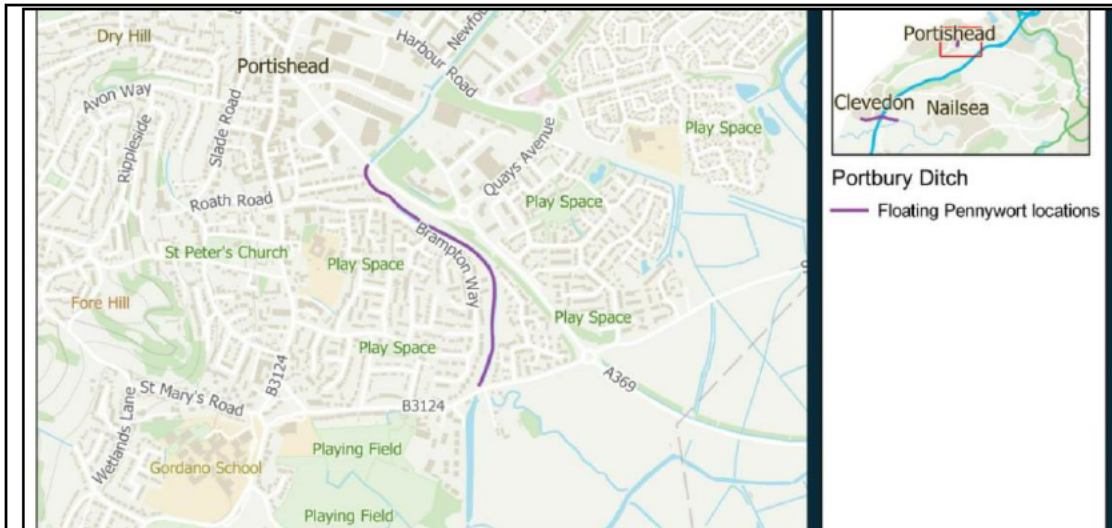 Dry Hill
Portishead
Harbour Road
Newfou
Avon Way
Slade Road
Rippleside
Play Space
Quays Avenue
Roath Road
Play Space
Brampton Way
St Peter's Church
Play Space
Fore Hill
Play Space
Play Space
B3124
A369
St Mary's Road
B3124
Wetlands Lane
Playing Field
Gordano School
Playing Field
Portishead
Clevedon
Nailsea
Portbury Ditch
Floating Pennywort locations